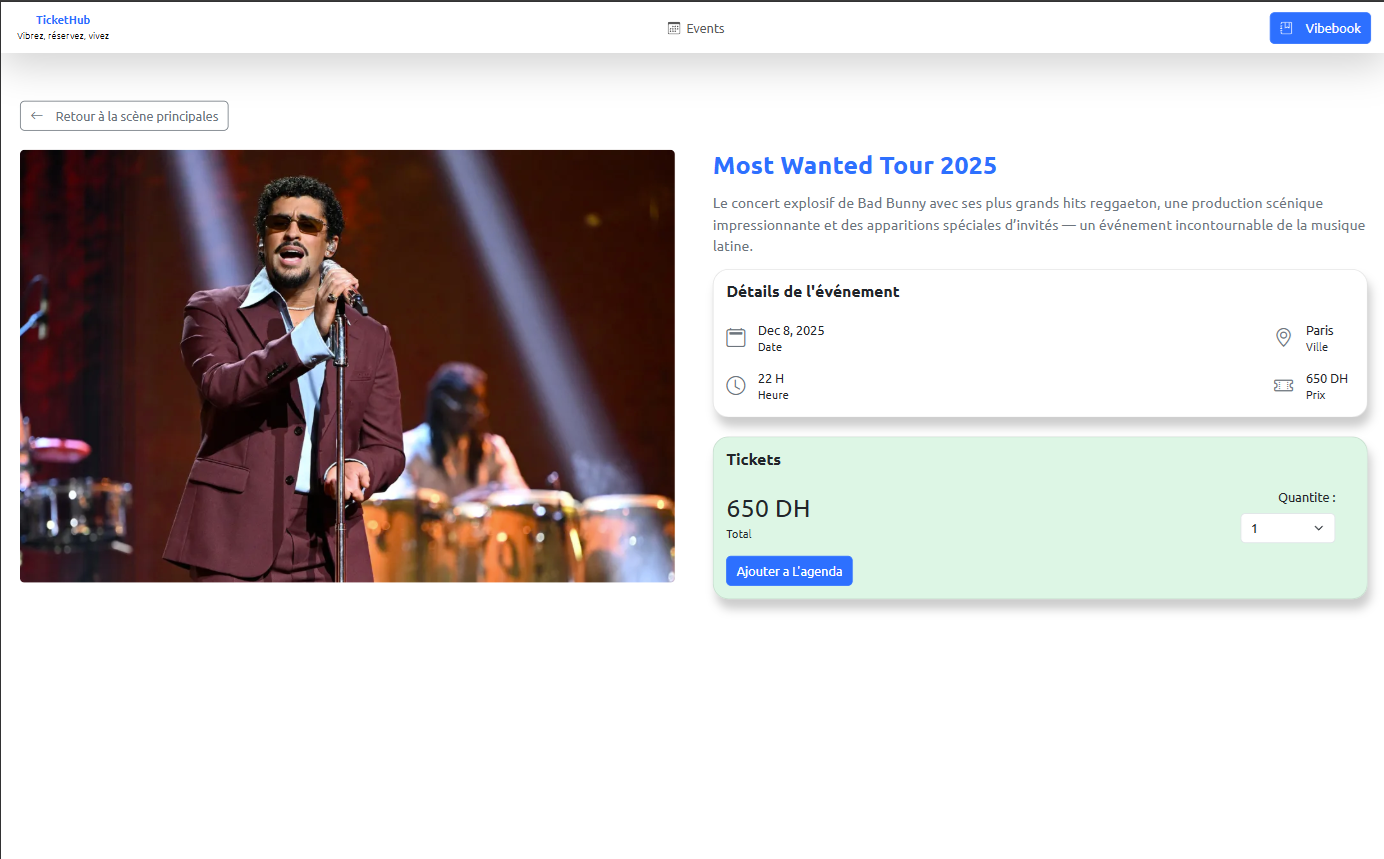 TicketHub
Vibrez, réservez, vivez
Events
Vibebook
Retour à la scène principales
Most Wanted Tour 2025
Le concert explosif de Bad Bunny avec ses plus grands hits reggaeton, une production scénique
impressionnante et des apparitions spéciales d’invités — un événement incontournable de la musique
latine.
Détails de l'événement
Dec 8, 2025
Date
Paris
Ville
22 H
Heure
650 DH
Prix
Tickets
650 DH
Total
Quantite :
1
Ajouter a L'agenda